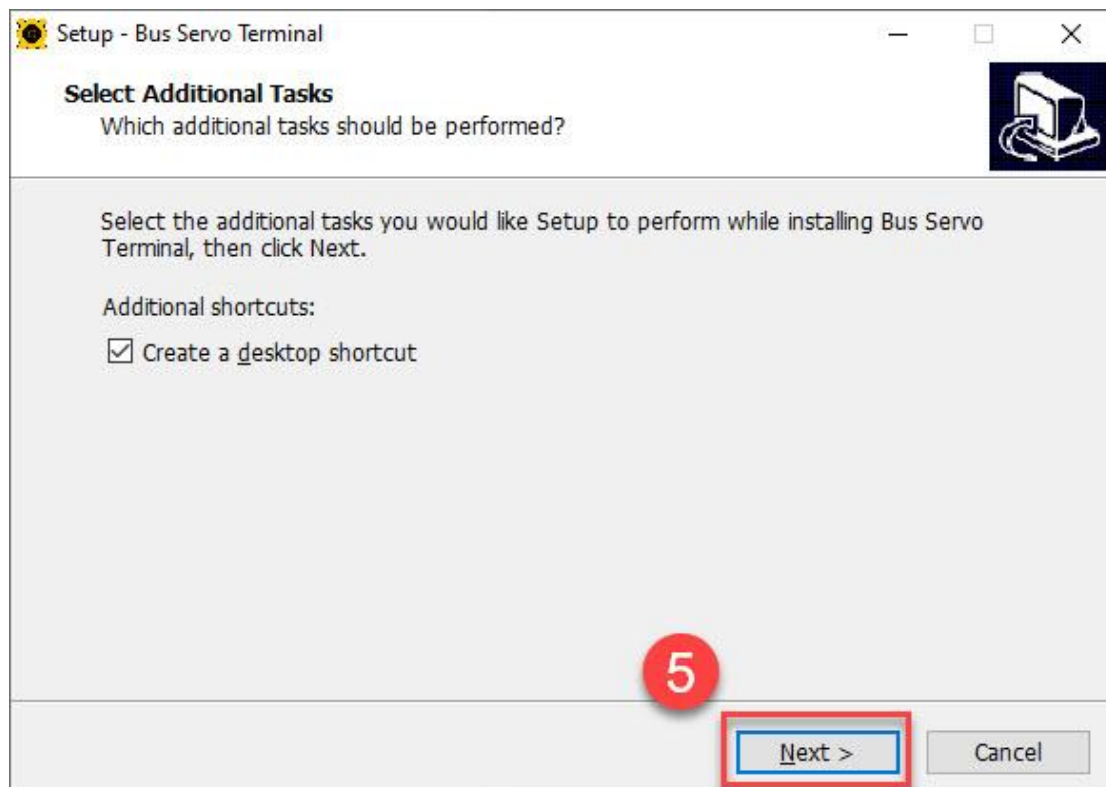 Setup - Bus Servo Terminal
Select Additional Tasks
Which additional tasks should be performed?
Select the additional tasks you would like Setup to perform while installing Bus Servo
Terminal, then click Next.
Additional shortcuts:
Create a desktop shortcut
5
Next >
Cancel